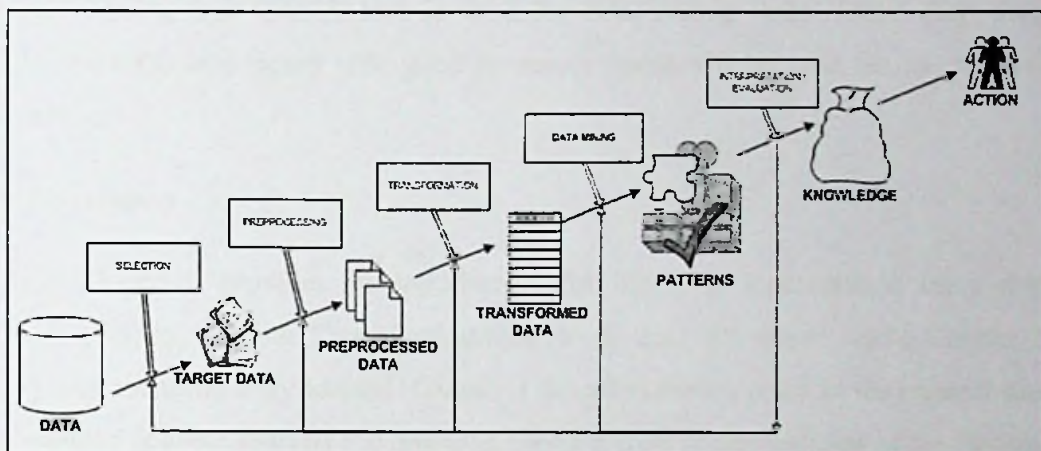 SELECTION
PREPROCESSING
TRANSFORMATION
DATA MINING
INTERPRETATION /
EVALUATION
DATA
TARGET DATA
PREPROCESSED
DATA
TRANSFORMED
DATA
PATTERNS
KNOWLEDGE
ACTION